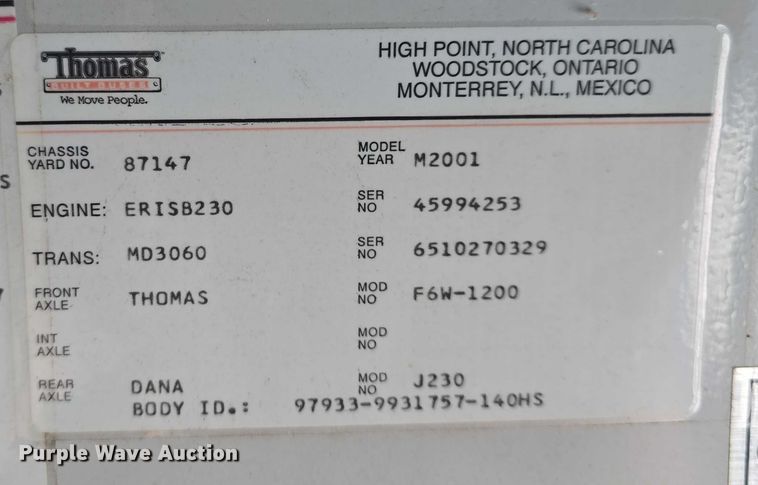 Thomas
BUILT BUSES
We Move People.
HIGH POINT, NORTH CAROLINA
WOODSTOCK, ONTARIO
MONTERREY, N.L., MEXICO
CHASSIS YARD NO. 87147 MODEL YEAR M2001
ENGINE: ERISB230 SER NO 45994253
TRANS: MD3060 SER NO 6510270329
FRONT AXLE THOMAS MOD NO F6W-1200
INT AXLE MOD NO
REAR AXLE DANA MOD NO J230
BODY ID.: 97933-9931757-140HS
Purple Wave Auction